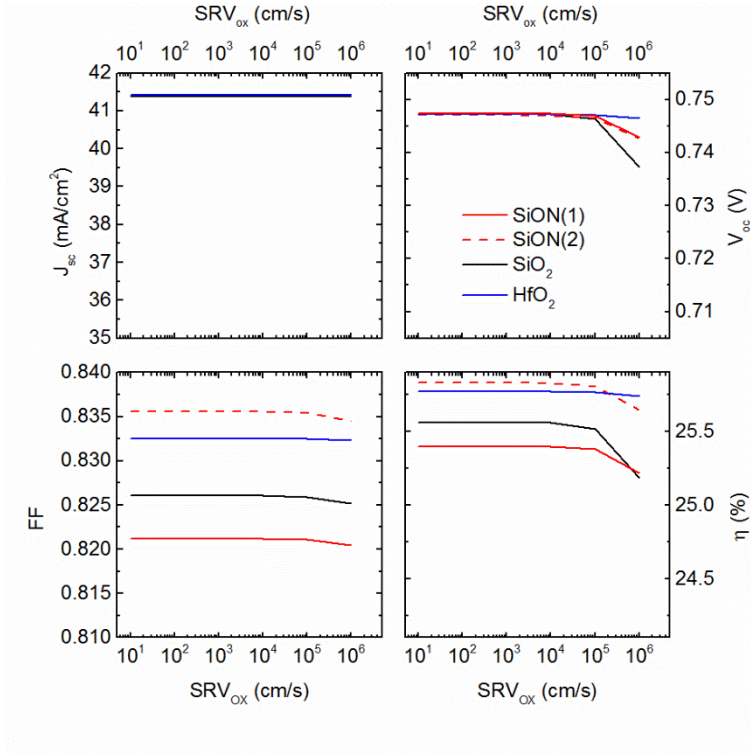 SRVox (cm/s) SRVox (cm/s)
10¹ 10² 10³ 10⁴ 10⁵ 10⁶ 10¹ 10² 10³ 10⁴ 10⁵ 10⁶
42
41
40
39
38
37
36
35
Jsc (mA/cm²)
0.75
0.74
0.73
0.72
0.71
Voc (V)
SiON(1)
SiON(2)
SiO₂
HfO₂
0.840
0.835
0.830
0.825
0.820
0.815
0.810
FF
25.5
25.0
24.5
η (%)
10¹ 10² 10³ 10⁴ 10⁵ 10⁶ 10¹ 10² 10³ 10⁴ 10⁵ 10⁶
SRVOX (cm/s) SRVOX (cm/s)